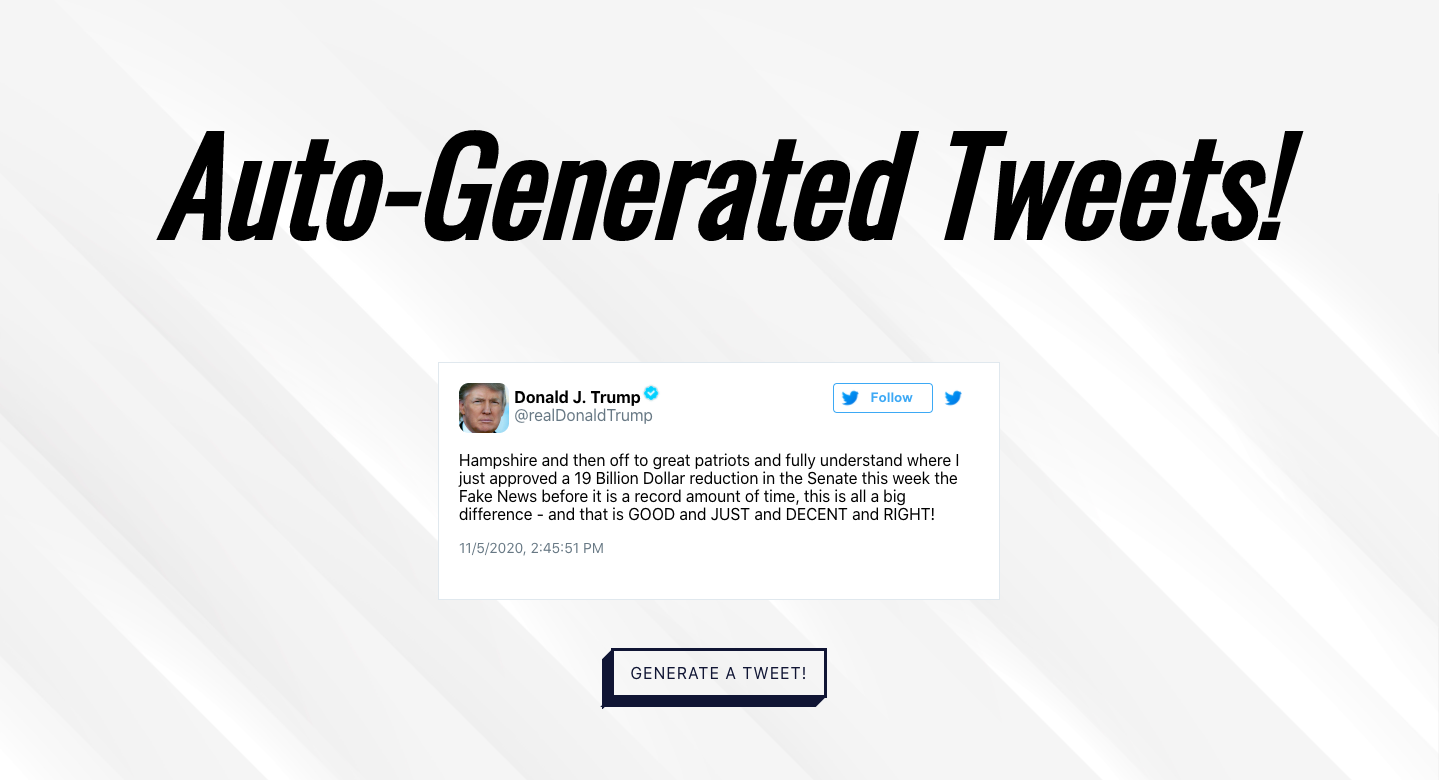 Auto-Generated Tweets!
Donald J. Trump
@realDonaldTrump
Follow
Hampshire and then off to great patriots and fully understand where I
just approved a 19 Billion Dollar reduction in the Senate this week the
Fake News before it is a record amount of time, this is all a big
difference - and that is GOOD and JUST and DECENT and RIGHT!
11/5/2020, 2:45:51 PM
GENERATE A TWEET!